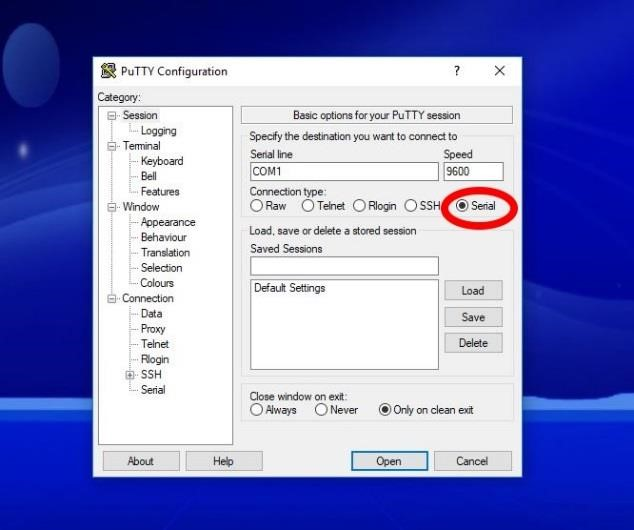 PuTTY Configuration
?
Category:
Session
Logging
Terminal
Keyboard
Bell
Features
Window
Appearance
Behaviour
Translation
Selection
Colours
Connection
Data
Proxy
Telnet
Rlogin
SSH
Serial
Basic options for your PuTTY session
Specify the destination you want to connect to
Serial line Speed
COM1 9600
Connection type:
Raw Telnet Rlogin SSH Serial
Load, save or delete a stored session
Saved Sessions
Default Settings
Load
Save
Delete
Close window on exit:
Always Never Only on clean exit
About Help Open Cancel